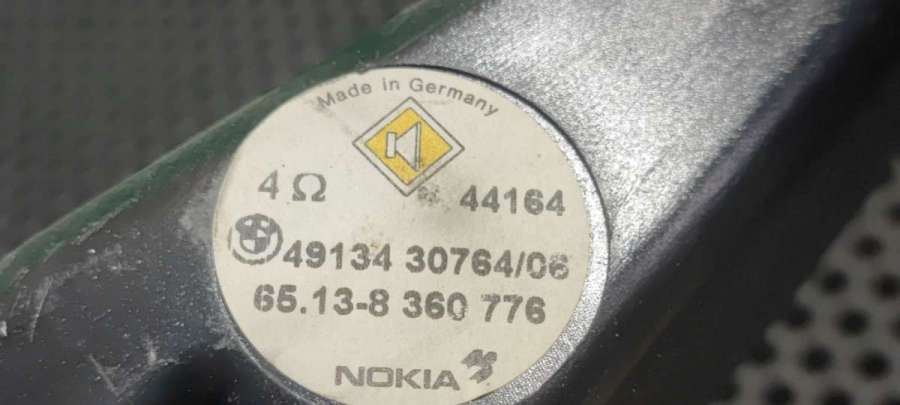 Made in Germany
4 Ω 44164
49134 30764/06
65.13-8 360 776
NOKIA